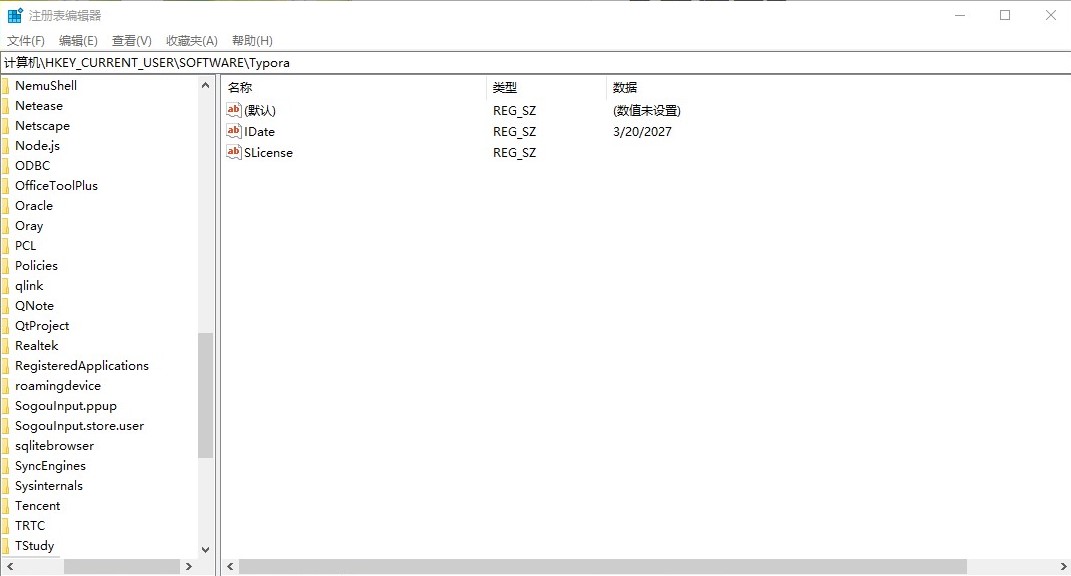 注册表编辑器
文件(F) 编辑(E) 查看(V) 收藏夹(A) 帮助(H)
计算机\HKEY_CURRENT_USER\SOFTWARE\Typora
NemuShell
Netease
Netscape
Node.js
ODBC
OfficeToolPlus
Oracle
Oray
PCL
Policies
qlink
QNote
QtProject
Realtek
RegisteredApplications
roamingdevice
SogouInput.ppup
SogouInput.store.user
sqlitebrowser
SyncEngines
Sysinternals
Tencent
TRTC
TStudy
名称 类型 数据
ab (默认) REG_SZ (数值未设置)
ab IDate REG_SZ 3/20/2027
ab SLicense REG_SZ